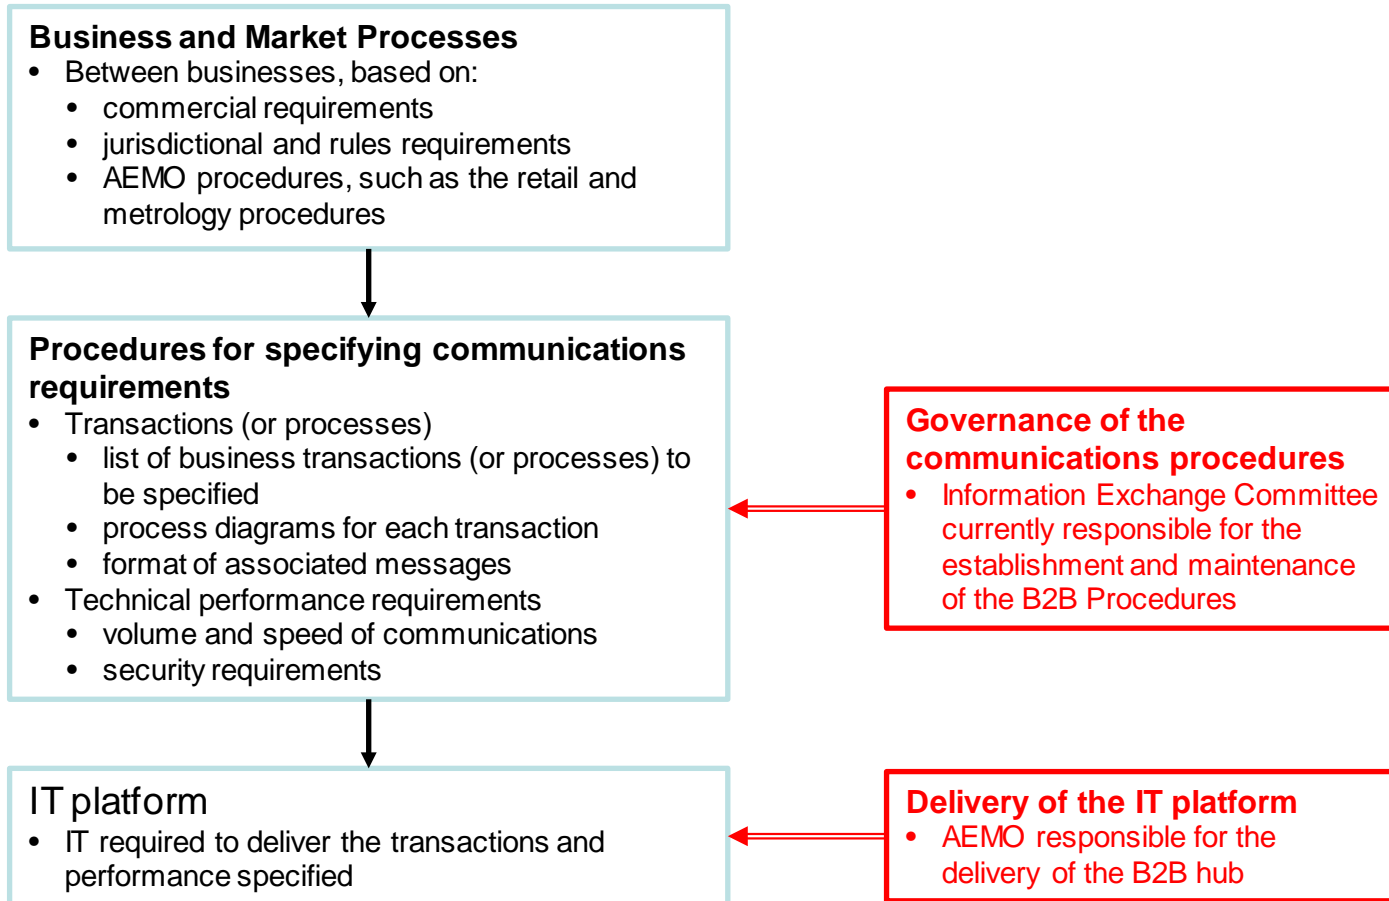 Business and Market Processes
• Between businesses, based on:
• commercial requirements
• jurisdictional and rules requirements
• AEMO procedures, such as the retail and
metrology procedures
Procedures for specifying communications
requirements
• Transactions (or processes)
• list of business transactions (or processes) to
be specified
• process diagrams for each transaction
• format of associated messages
• Technical performance requirements
• volume and speed of communications
• security requirements
Governance of the
communications procedures
• Information Exchange Committee
currently responsible for the
establishment and maintenance
of the B2B Procedures
IT platform
• IT required to deliver the transactions and
performance specified
Delivery of the IT platform
• AEMO responsible for the
delivery of the B2B hub